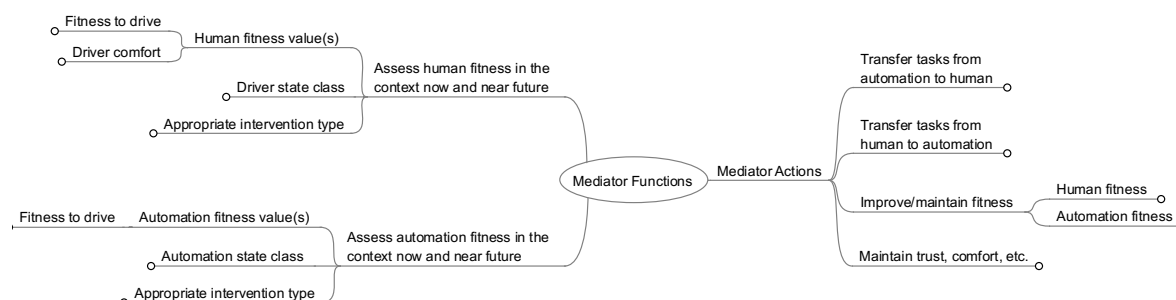 Fitness to drive
Driver comfort
Human fitness value(s)
Driver state class
Appropriate intervention type
Assess human fitness in the
context now and near future
Fitness to drive
Automation fitness value(s)
Automation state class
Appropriate intervention type
Assess automation fitness in the
context now and near future
Mediator Functions
Mediator Actions
Transfer tasks from
automation to human
Transfer tasks from
human to automation
Improve/maintain fitness
Human fitness
Automation fitness
Maintain trust, comfort, etc.